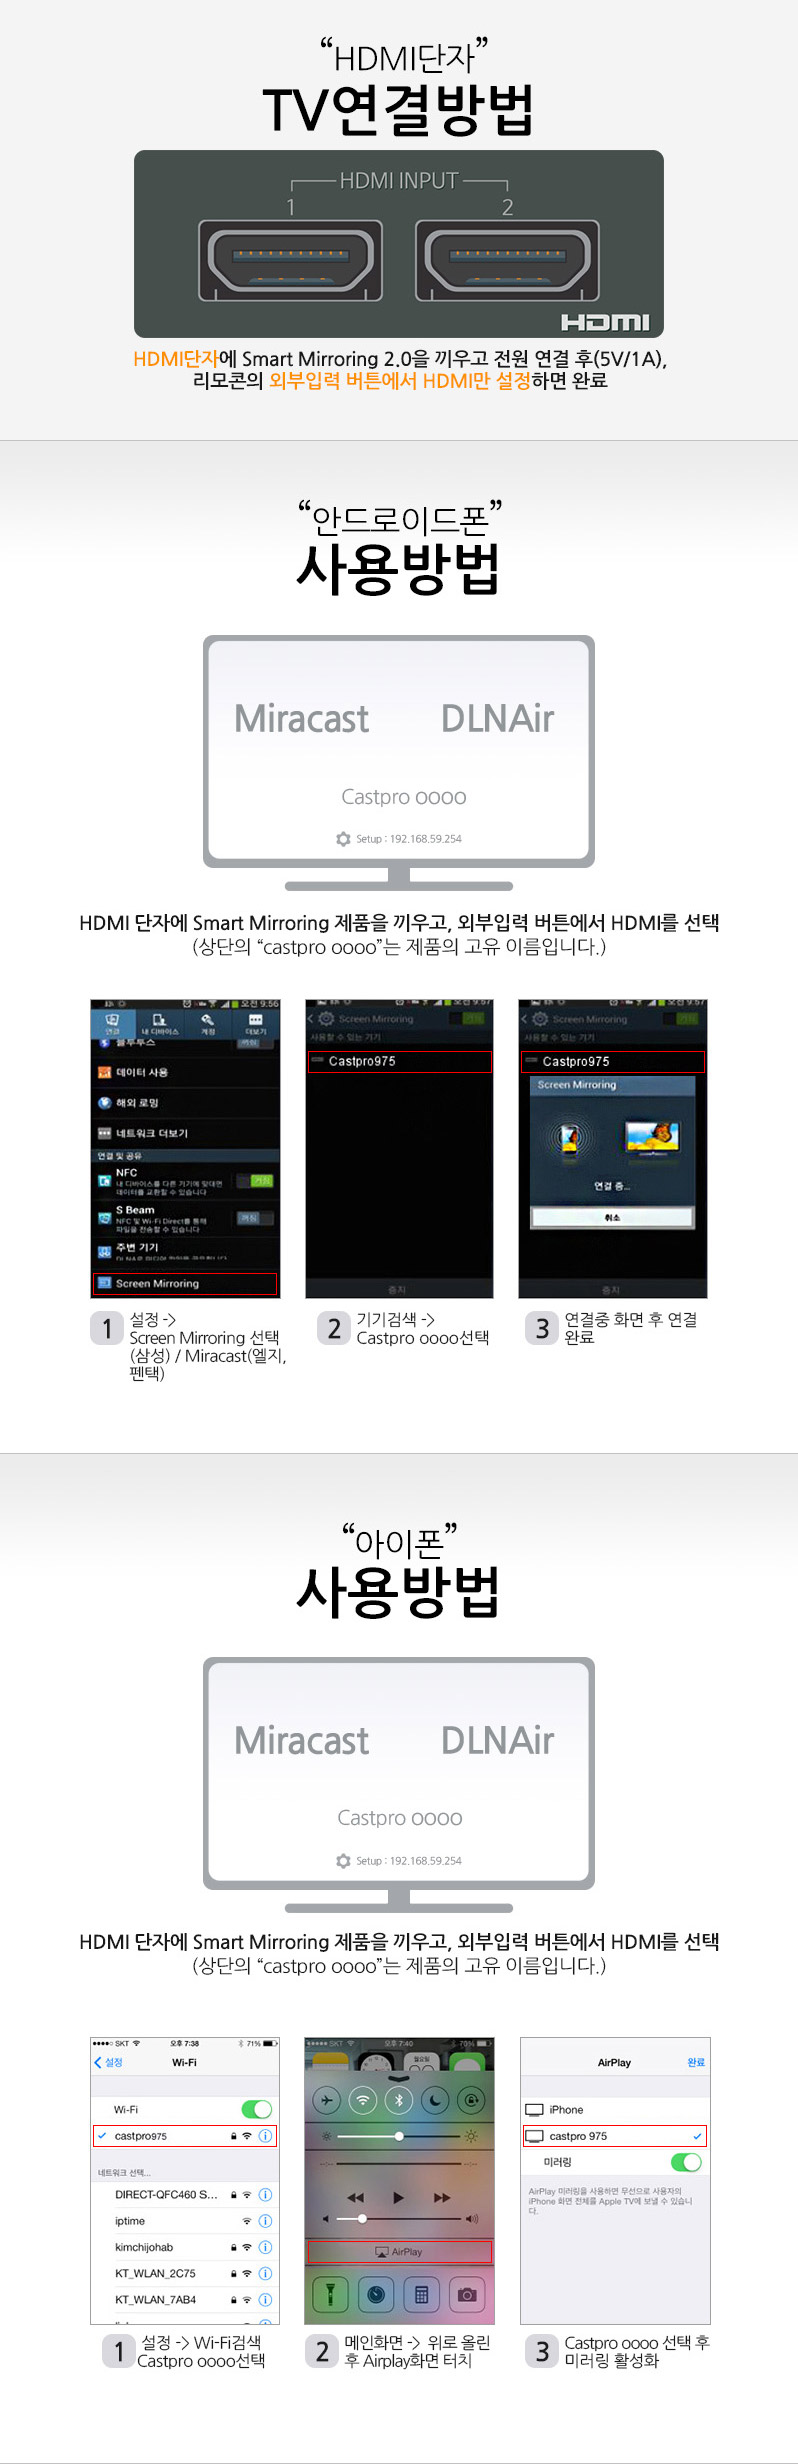 “HDMI단자”
TV연결방법
HDMI INPUT
1
2
HDMI
HDMI단자에 Smart Mirroring 2.0을 끼우고 전원 연결 후(5V/1A),
리모콘의 외부입력 버튼에서 HDMI만 설정하면 완료
“안드로이드폰”
사용방법
Miracast DLNAir
Castpro oooo
Setup : 192.168.59.254
HDMI 단자에 Smart Mirroring 제품을 끼우고, 외부입력 버튼에서 HDMI를 선택
(상단의 “castpro oooo”는 제품의 고유 이름입니다.)
오전 9:56
연결 내 디바이스 계정 더보기
블루투스
데이터 사용
해외 로밍
네트워크 더보기
연결 및 공유
NFC
내 디바이스를 다른 기기에 맞대면
데이터를 교환할 수 있습니다
S Beam
NFC 및 Wi-Fi Direct를 통해
파일을 전송할 수 있습니다
주변 기기
Screen Mirroring
오전 9:57
Screen Mirroring
사용할 수 있는 기기
Castpro975
중지
오전 9:57
Screen Mirroring
사용할 수 있는 기기
Castpro975
Screen Mirroring
연결 중...
취소
중지
1 설정 ->
Screen Mirroring 선택
(삼성) / Miracast(엘지,
펜택)
2 기기검색 ->
Castpro oooo선택
3 연결중 화면 후 연결
완료
“아이폰”
사용방법
Miracast DLNAir
Castpro oooo
Setup : 192.168.59.254
HDMI 단자에 Smart Mirroring 제품을 끼우고, 외부입력 버튼에서 HDMI를 선택
(상단의 “castpro oooo”는 제품의 고유 이름입니다.)
SKT 오후 7:38 71%
설정 Wi-Fi
Wi-Fi
castpro975
네트워크 선택...
DIRECT-QFC460 S...
iptime
kimchijohab
KT_WLAN_2C75
KT_WLAN_7AB4
SKT 오후 7:40 70%
월요일
AirPlay
AirPlay 완료
iPhone
castpro 975
미러링
AirPlay 미러링을 사용하면 무선으로 사용자의
iPhone 화면 전체를 Apple TV에 보낼 수 있습니
다.
1 설정 -> Wi-Fi검색
Castpro oooo선택
2 메인화면 -> 위로 올린
후 Airplay화면 터치
3 Castpro oooo 선택 후
미러링 활성화